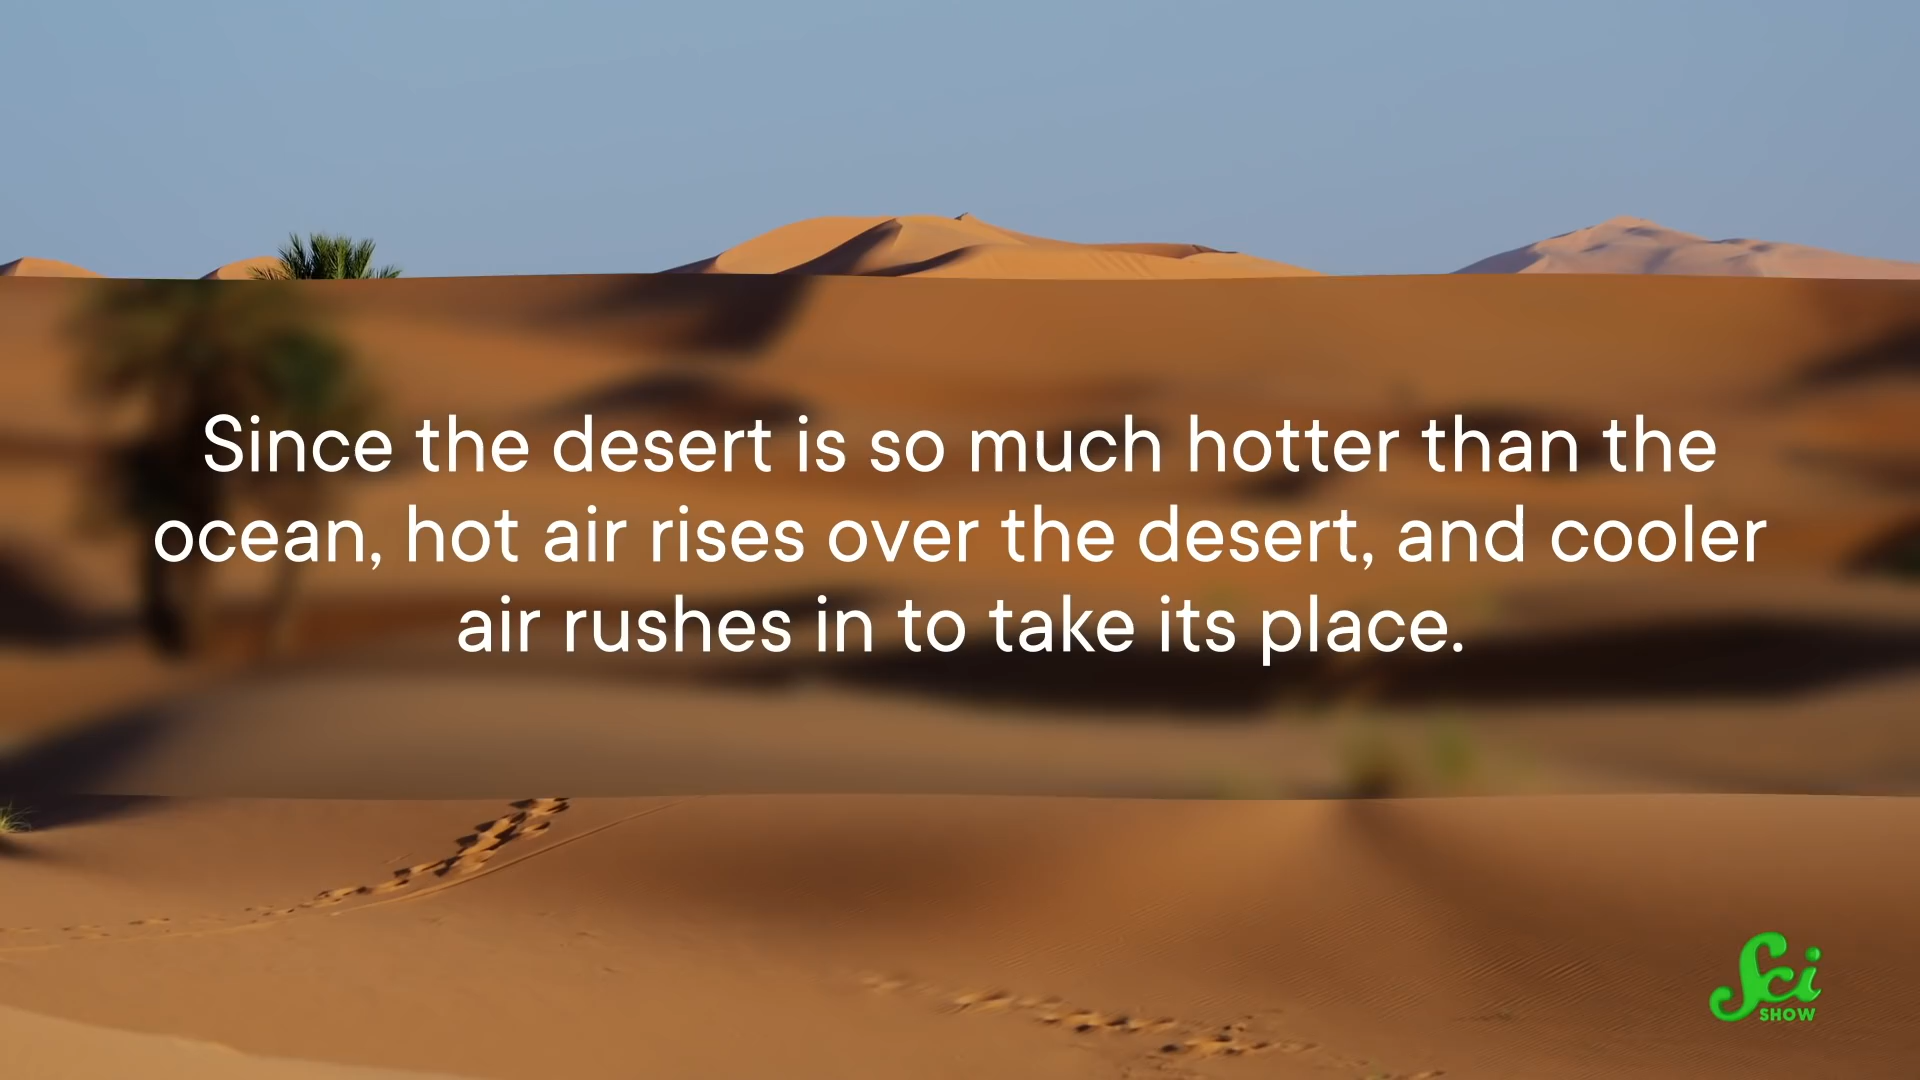 Since the desert is so much hotter than the
ocean, hot air rises over the desert, and cooler
air rushes in to take its place.
Sci
SHOW